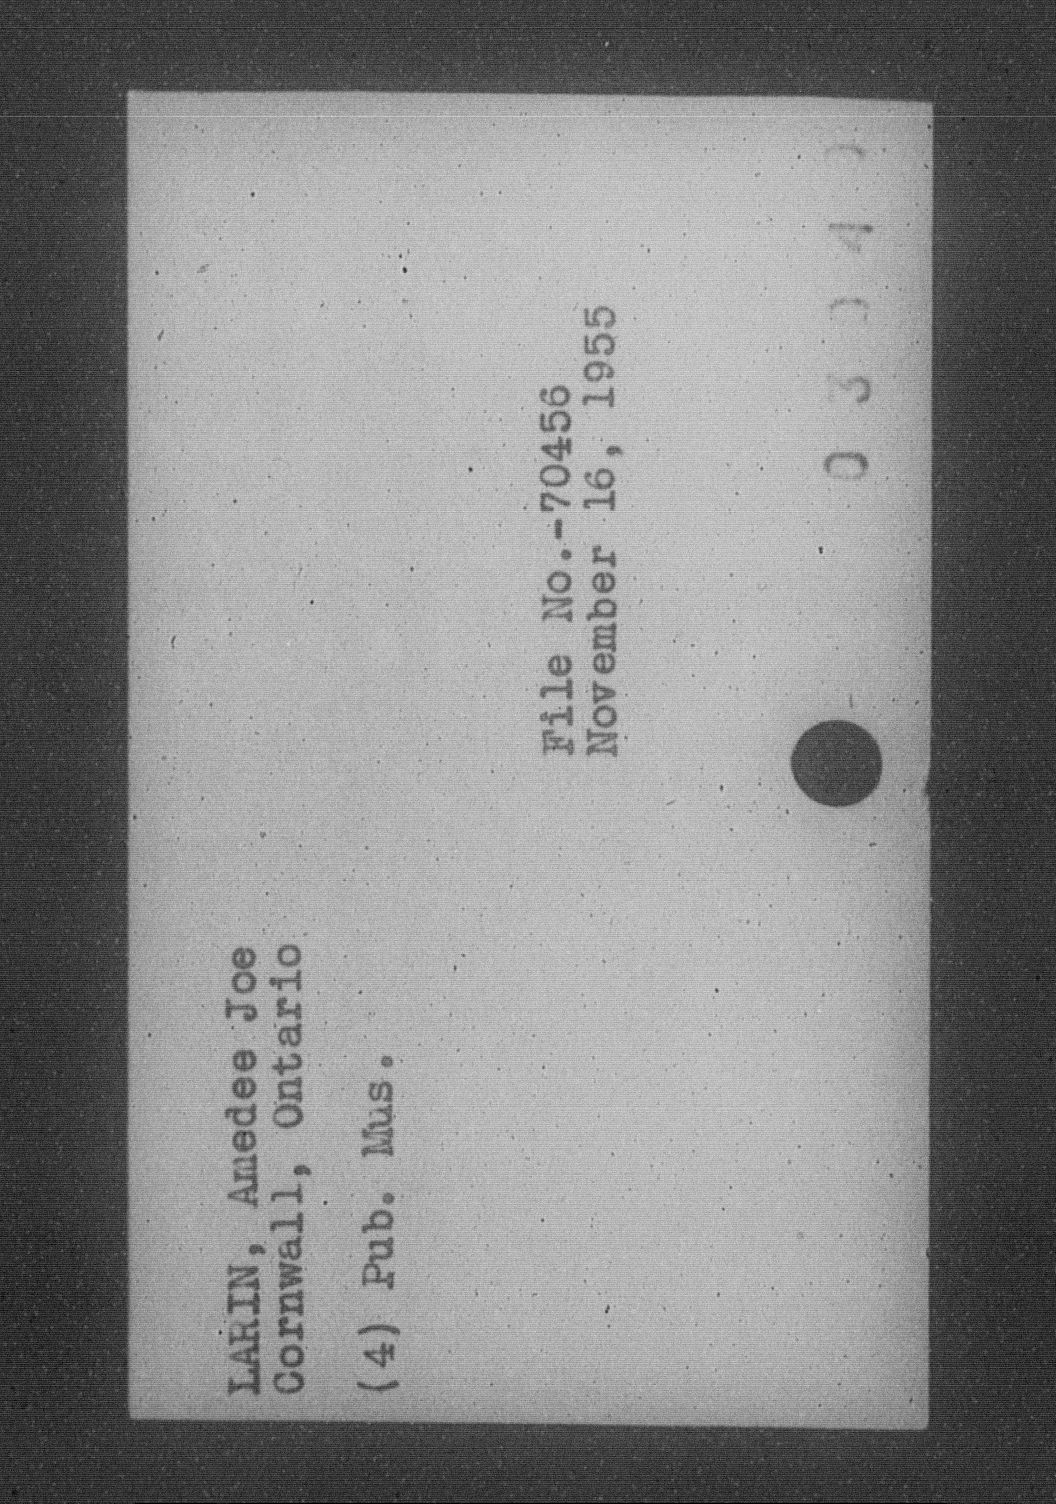 LARIN, Amedee Joe
Cornwall, Ontario
(4) Pub. Mus.
File No.-70456
November 16, 1955